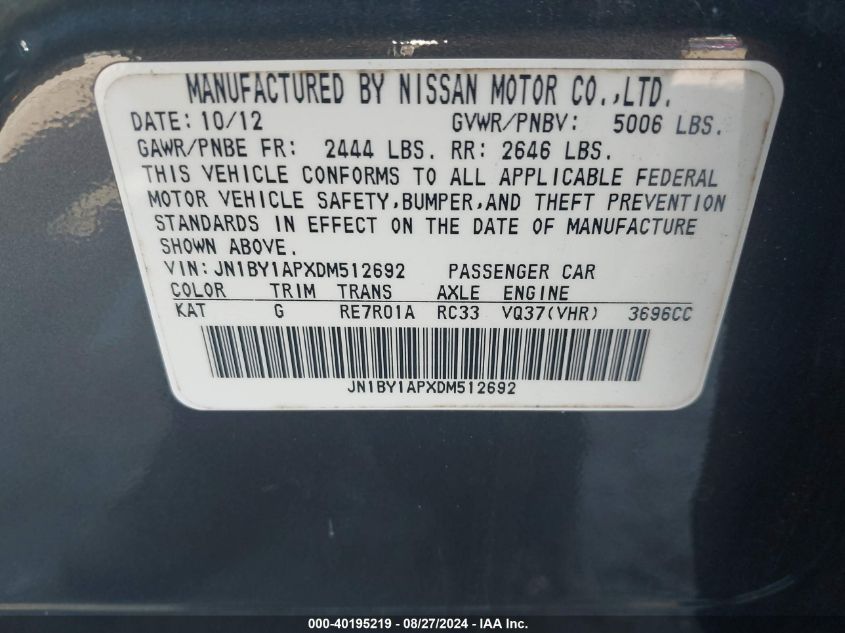 MANUFACTURED BY NISSAN MOTOR CO.,LTD.
DATE: 10/12 GVWR/PNBV: 5006 LBS.
GAWR/PNBE FR: 2444 LBS. RR: 2646 LBS.
THIS VEHICLE CONFORMS TO ALL APPLICABLE FEDERAL
MOTOR VEHICLE SAFETY,BUMPER,AND THEFT PREVENTION
STANDARDS IN EFFECT ON THE DATE OF MANUFACTURE
SHOWN ABOVE.
VIN:JN1BY1APXDM512692 PASSENGER CAR
COLOR TRIM TRANS AXLE ENGINE
KAT G RE7R01A RC33 VQ37(VHR) 3696CC
JN1BY1APXDM512692
000-40195219 - 08/27/2024 - IAA Inc.